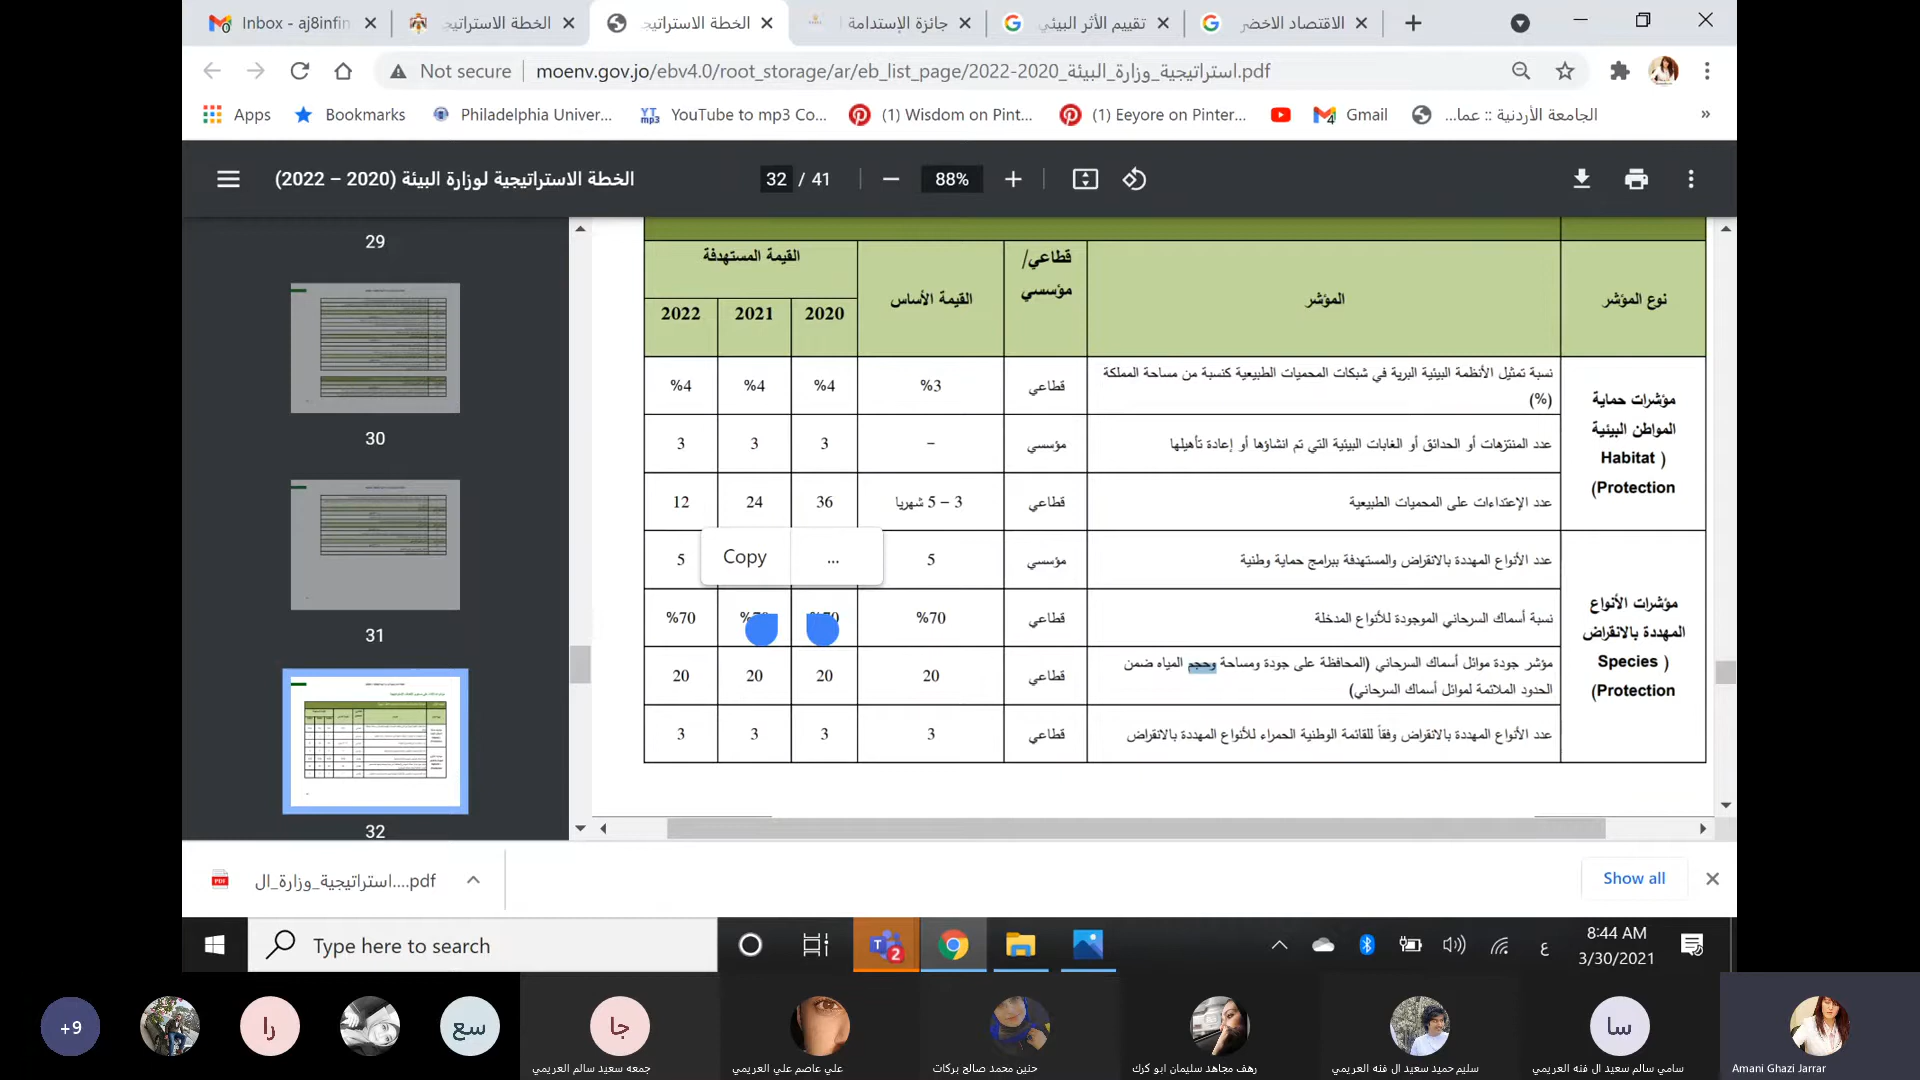 Inbox - aj8infin
الخطة الاستراتيج
الخطة الاستراتيج
جائزة الإستدامة
تقييم الأثر البيئي
الاقتصاد الاخضر
Not secure
moenv.gov.jo/ebv4.0/root_storage/ar/eb_list_page/استراتيجية_وزارة_البيئة_2020-2022.pdf
Apps
Bookmarks
Philadelphia Univer...
YouTube to mp3 Co...
(1) Wisdom on Pint...
(1) Eeyore on Pinter...
Gmail
الجامعة الأردنية :: عما...
»
الخطة الاستراتيجية لوزارة البيئة (2020 – 2022)
32 / 41
88%
29
30
31
32
نوع المؤشر
المؤشر
قطاعي/
مؤسسي
القيمة الأساس
القيمة المستهدفة
2020
2021
2022
مؤشرات حماية
المواطن البيئية
( Habitat
Protection)
نسبة تمثيل الأنظمة البيئية البرية في شبكات المحميات الطبيعية كنسبة من مساحة المملكة
(%)
قطاعي
%3
%4
%4
%4
عدد المنتزهات أو الحدائق أو الغابات البيئية التي تم انشاؤها أو إعادة تأهيلها
مؤسسي
–
3
3
3
عدد الإعتداءات على المحميات الطبيعية
قطاعي
3 – 5 شهريا
36
24
12
مؤشرات الأنواع
المهددة بالانقراض
( Species
Protection)
عدد الأنواع المهددة بالانقراض والمستهدفة ببرامج حماية وطنية
مؤسسي
5
5
Copy
...
نسبة أسماك السرحاني الموجودة للأنواع المدخلة
قطاعي
%70
%70
مؤشر جودة موائل أسماك السرحاني (المحافظة على جودة ومساحة وحجم المياه ضمن
الحدود الملائمة لموائل أسماك السرحاني)
قطاعي
20
20
20
20
عدد الأنواع المهددة بالانقراض وفقاً للقائمة الوطنية الحمراء للأنواع المهددة بالانقراض
قطاعي
3
3
3
3
استراتيجية_وزارة_ال....pdf
Show all
Type here to search
2
ع
8:44 AM
3/30/2021
+9
را
سع
جا
سا
جمعه سعيد سالم العريمي
علي عاصم علي العريمي
حنين محمد صالح بركات
رهف مجاهد سليمان ابو كرك
سليم حميد سعيد ال فنه العريمي
سامي سالم سعيد ال فنه العريمي
Amani Ghazi Jarrar